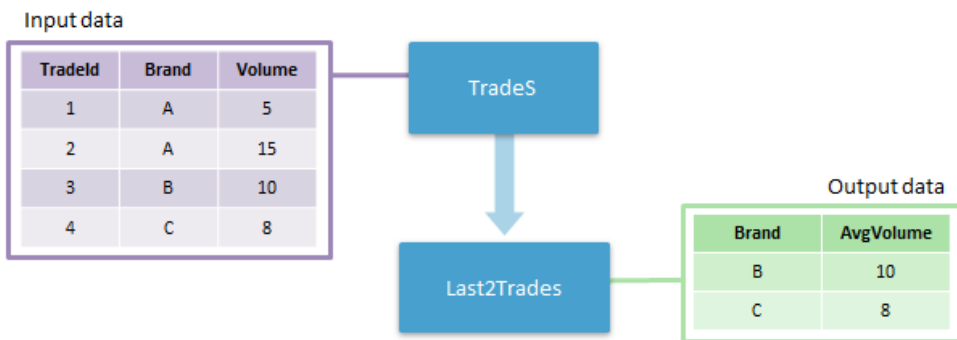 Input data
TradeId Brand Volume
1 A 5
2 A 15
3 B 10
4 C 8
TradeS
Last2Trades
Output data
Brand AvgVolume
B 10
C 8